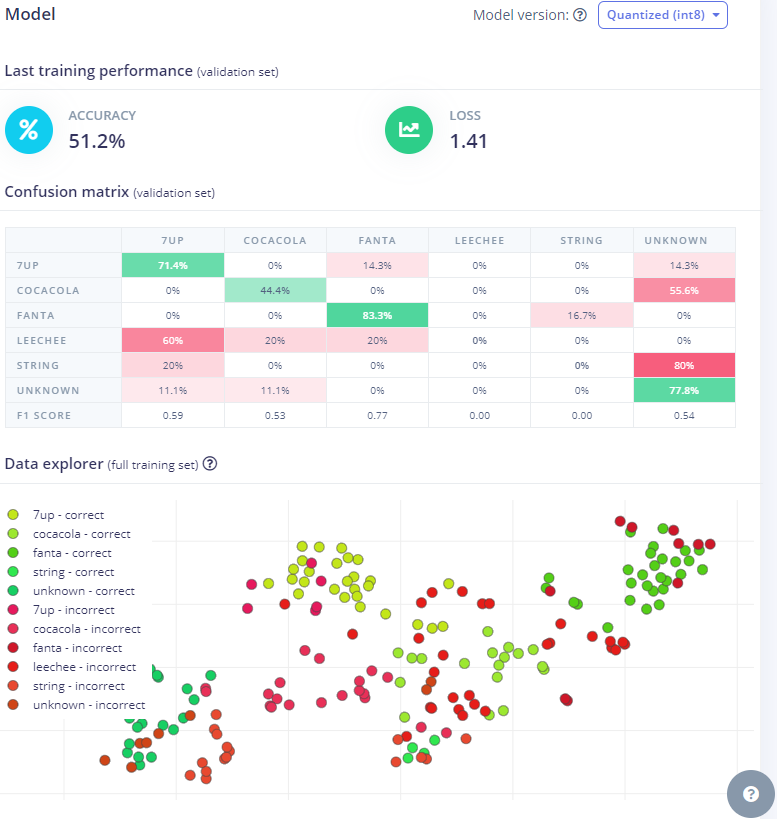 Model
Model version: ? Quantized (int8)
Last training performance (validation set)
% ACCURACY
51.2%
LOSS
1.41
Confusion matrix (validation set)
7UP COCACOLA FANTA LEECHEE STRING UNKNOWN
7UP 71.4% 0% 14.3% 0% 0% 14.3%
COCACOLA 0% 44.4% 0% 0% 0% 55.6%
FANTA 0% 0% 83.3% 0% 16.7% 0%
LEECHEE 60% 20% 20% 0% 0% 0%
STRING 20% 0% 0% 0% 0% 80%
UNKNOWN 11.1% 11.1% 0% 0% 0% 77.8%
F1 SCORE 0.59 0.53 0.77 0.00 0.00 0.54
Data explorer (full training set) ?
7up - correct
cocacola - correct
fanta - correct
string - correct
unknown - correct
7up - incorrect
cocacola - incorrect
fanta - incorrect
leechee - incorrect
string - incorrect
unknown - incorrect
?